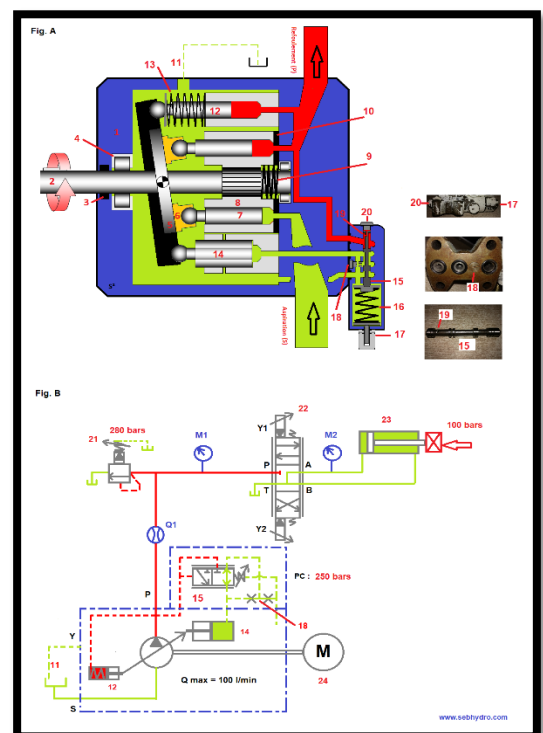 Fig. A
11
Refoulement (P)
13
12
1
10
4
9
2
3
8
6
7
20
20
17
14
18
15
18
16
Aspiration (S)
5*
17
19
15
Fig. B
22
280 bars
Y1
23
21
M1
M2
100 bars
P
A
T
B
Q1
Y2
PC : 250 bars
P
15
18
Y
14
11
M
12
Q max = 100 l/min
24
S
www.sebhydro.com